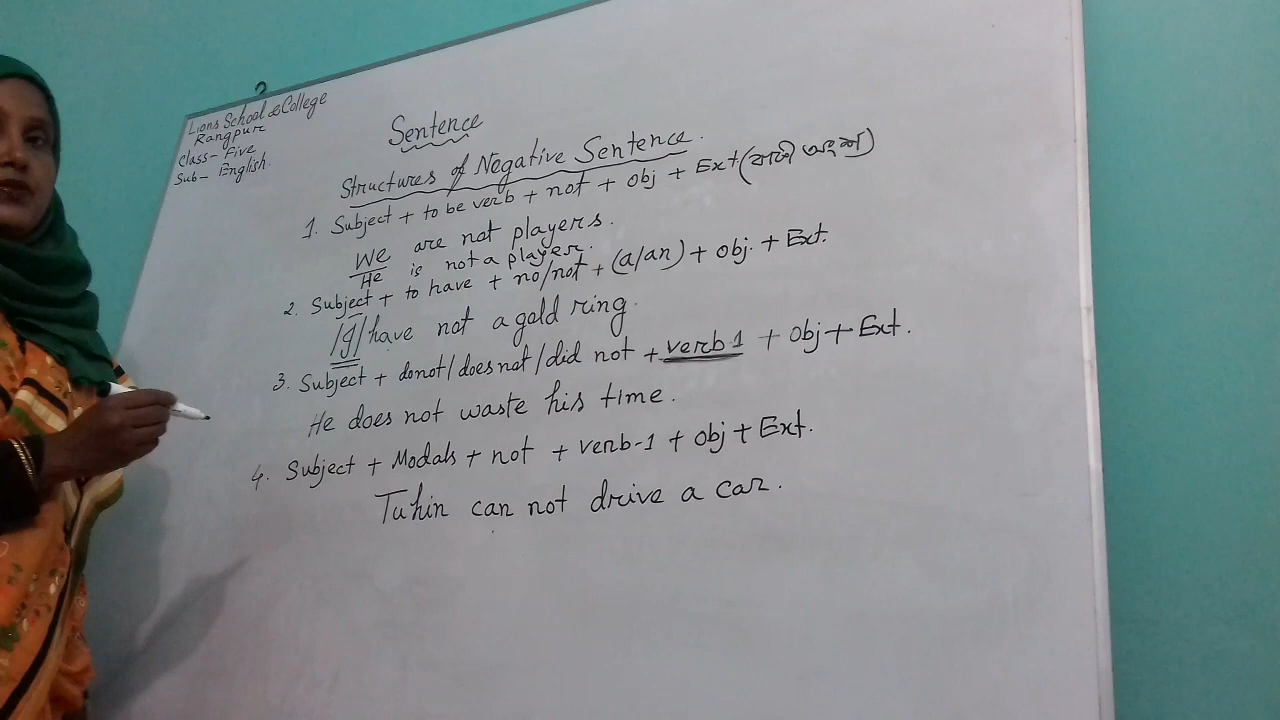 Lions School & College
Rangpur
Class- Five
Sub- English.
Sentence
Structures of Negative Sentence.
1. Subject + to be verb + not + Obj + Ext (বাকী অংশ)
We are not players.
He is not a player.
2. Subject + to have + no/not + (a/an) + Obj. + Ext.
have not a gold ring.
3. Subject + donot/does not/did not + verb 1 + Obj + Ext.
He does not waste his time.
4. Subject + Modals + not + verb-1 + obj + Ext.
Tuhin can not drive a car.